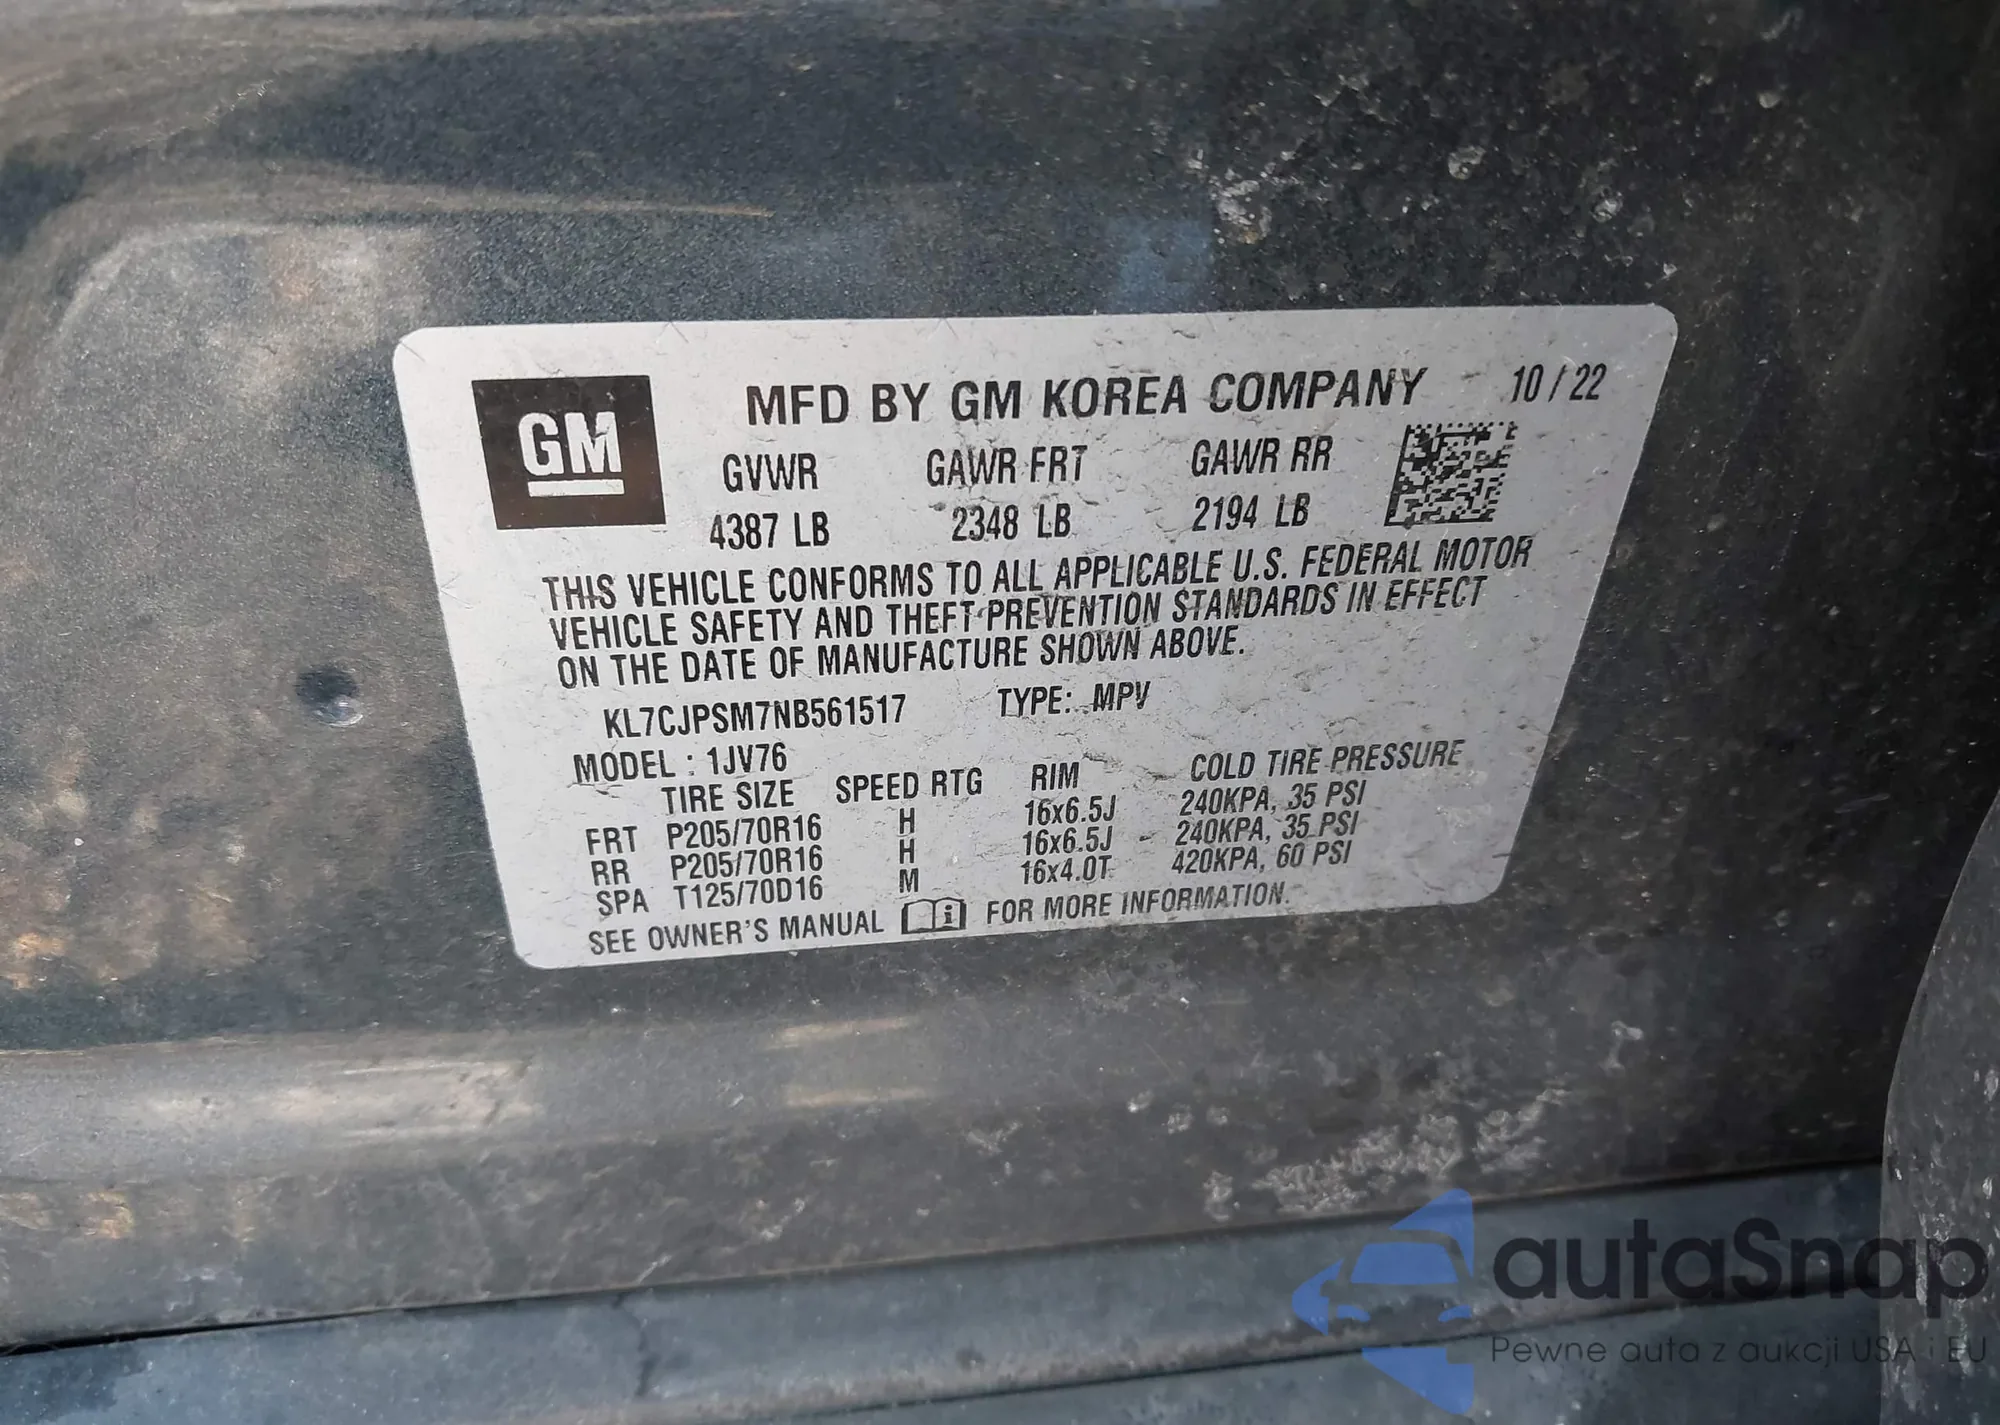 GM
MFD BY GM KOREA COMPANY 10/22
GVWR GAWR FRT GAWR RR
4387 LB 2348 LB 2194 LB
THIS VEHICLE CONFORMS TO ALL APPLICABLE U.S. FEDERAL MOTOR
VEHICLE SAFETY AND THEFT PREVENTION STANDARDS IN EFFECT
ON THE DATE OF MANUFACTURE SHOWN ABOVE.
KL7CJPSM7NB561517 TYPE: MPV
MODEL : 1JV76
TIRE SIZE SPEED RTG RIM COLD TIRE PRESSURE
FRT P205/70R16 H 16x6.5J 240KPA, 35 PSI
RR P205/70R16 H 16x6.5J 240KPA, 35 PSI
SPA T125/70D16 M 16x4.0T 420KPA, 60 PSI
SEE OWNER'S MANUAL i FOR MORE INFORMATION.
autaSnap
Pewne auta z aukcji USA i EU